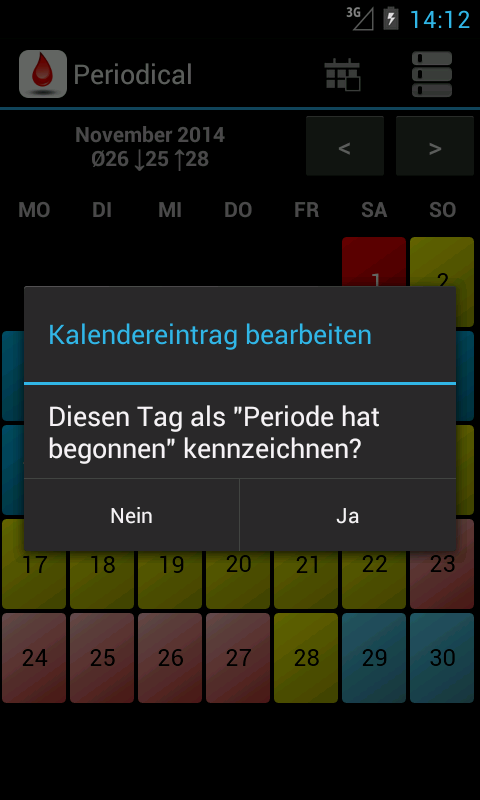 3G 14:12
Periodical
November 2014
Ø26 ↓25 ↑28
< >
MO DI MI DO FR SA SO
1 2
Kalendereintrag bearbeiten
Diesen Tag als "Periode hat
begonnen" kennzeichnen?
Nein Ja
17 18 19 20 21 22 23
24 25 26 27 28 29 30